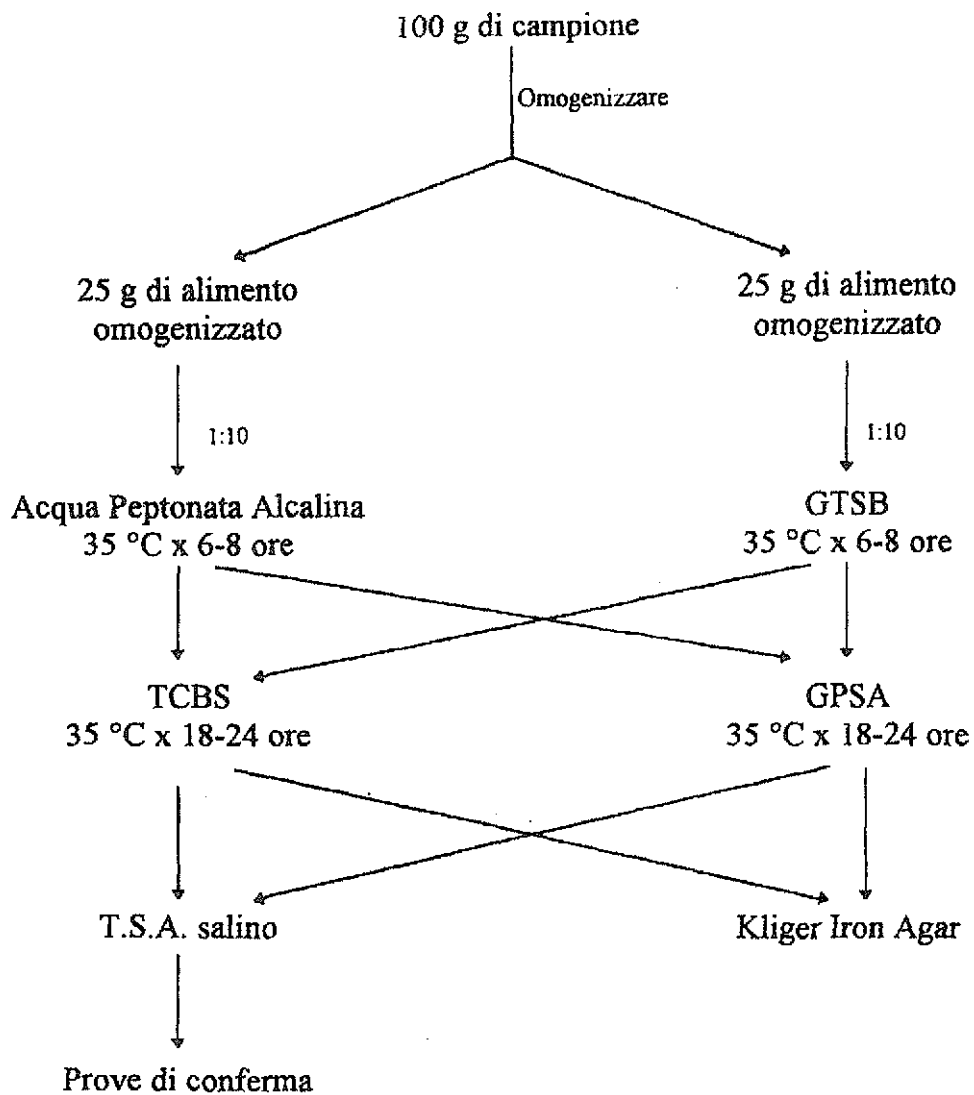 100 g di campione
Omogenizzare
25 g di alimento
omogenizzato
25 g di alimento
omogenizzato
1:10
1:10
Acqua Peptonata Alcalina
35 °C x 6-8 ore
GTSB
35 °C x 6-8 ore
TCBS
35 °C x 18-24 ore
GPSA
35 °C x 18-24 ore
T.S.A. salino
Kliger Iron Agar
Prove di conferma